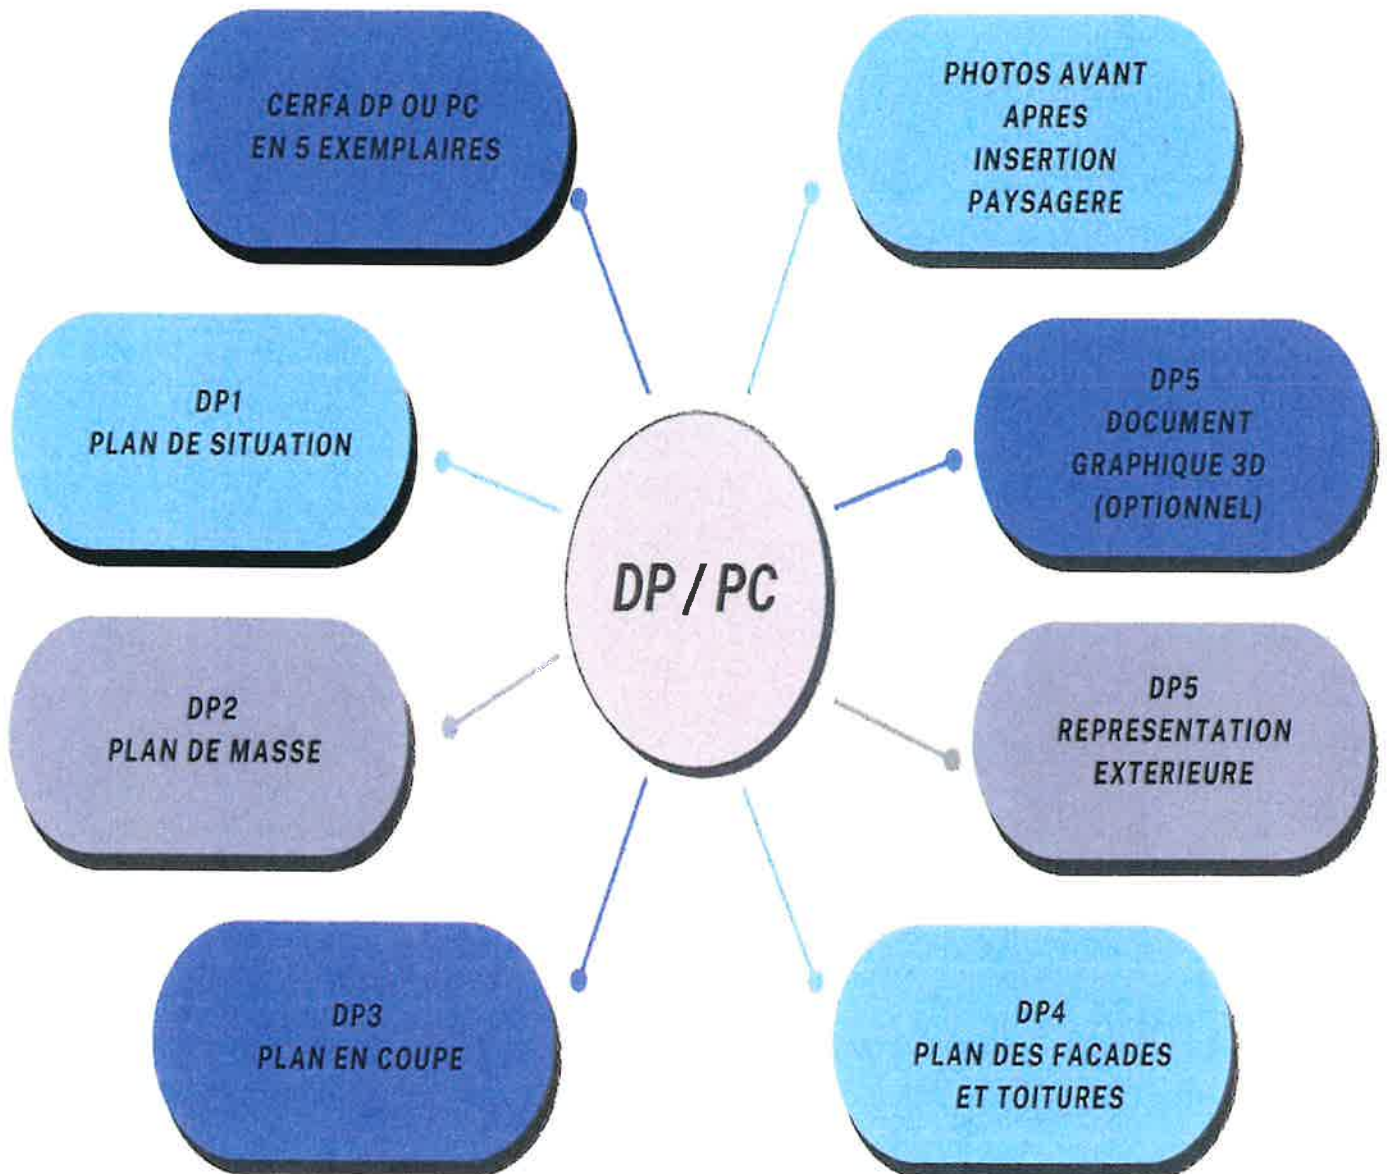 CERFA DP OU PC
EN 5 EXEMPLAIRES
PHOTOS AVANT
APRES
INSERTION
PAYSAGERE
DP1
PLAN DE SITUATION
DP5
DOCUMENT
GRAPHIQUE 3D
(OPTIONNEL)
DP / PC
DP2
PLAN DE MASSE
DP5
REPRESENTATION
EXTERIEURE
DP3
PLAN EN COUPE
DP4
PLAN DES FACADES
ET TOITURES